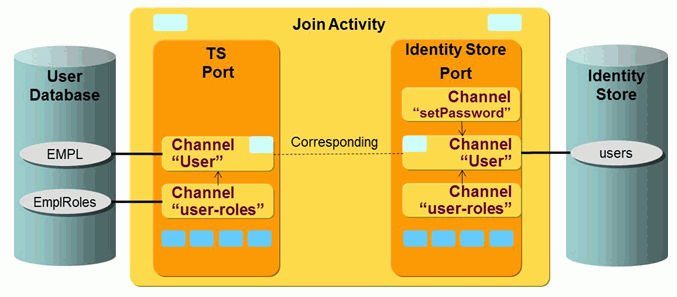 Join Activity
User
Database
EMPL
EmplRoles
TS
Port
Channel
“User”
Channel
“user-roles”
Corresponding
Identity Store
Port
Channel
“setPassword”
Channel
“User”
Channel
“user-roles”
Identity
Store
users